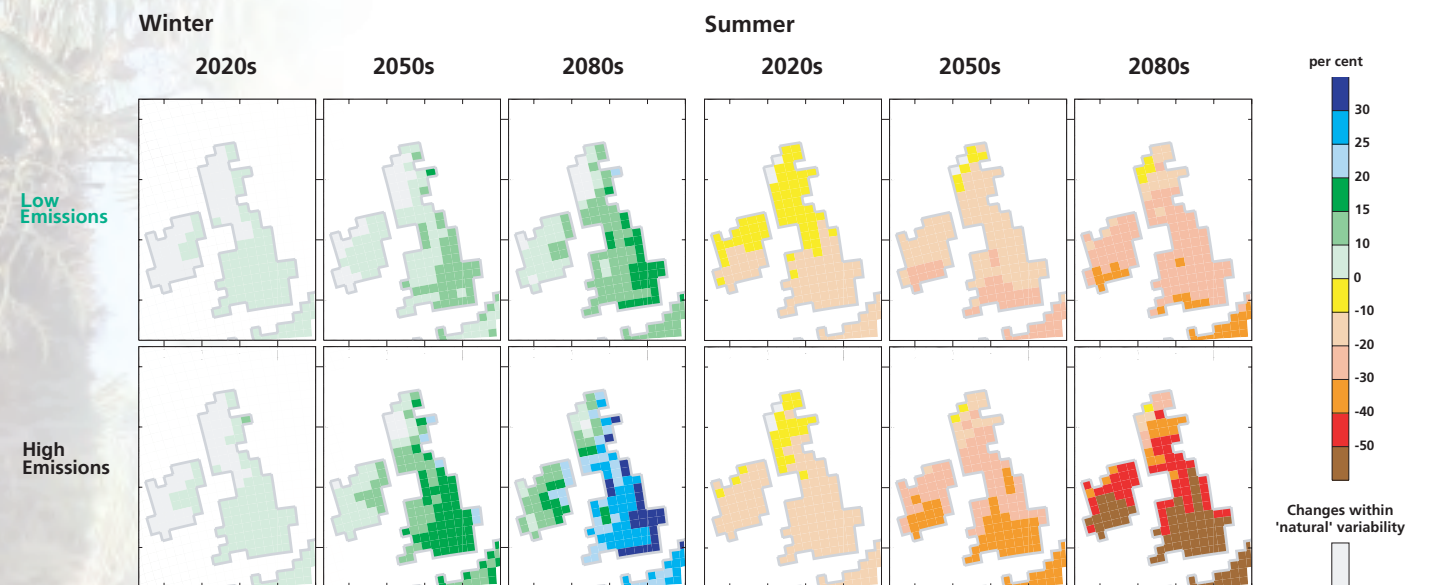 Winter
Summer
2020s
2050s
2080s
2020s
2050s
2080s
per cent
30
25
20
15
10
0
-10
-20
-30
-40
-50
Low
Emissions
High
Emissions
Changes within
'natural' variability